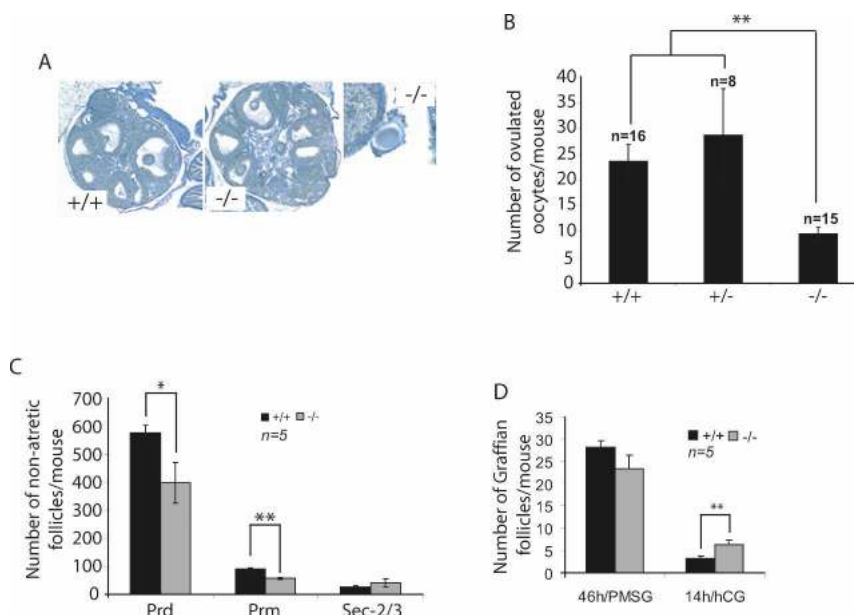 A
+/+
-/-
-/-
B
**
Number of ovulated
oocytes/mouse
40
35
30
25
20
15
10
5
0
n=16
n=8
n=15
+/+
+/-
-/-
C
Number of non-atretic
follicles/mouse
700
600
500
400
300
200
100
0
*
**
+/+ -/-
n=5
Prd Prm Sec-2/3
D
Number of Graffian
follicles/mouse
35
30
25
20
15
10
5
0
+/+ -/-
n=5
**
46h/PMSG 14h/hCG